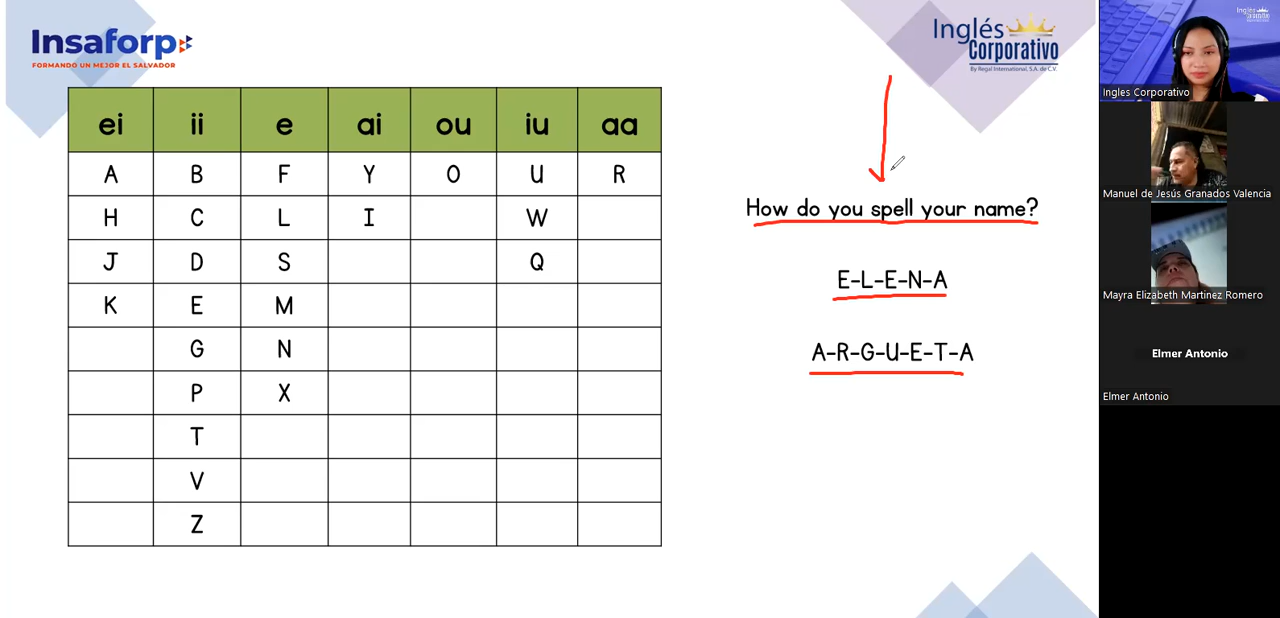 Insaforp
FORMANDO UN MEJOR EL SALVADOR
Inglés
Corporativo
By Regal International, S.A. de C.V.
ei ii e ai ou iu aa
A B F Y O U R
H C L I W
J D S Q
K E M
G N
P X
T
V
Z
How do you spell your name?
E-L-E-N-A
A-R-G-U-E-T-A
Ingles Corporativo
Manuel de Jesús Granados Valencia
Mayra Elizabeth Martinez Romero
Elmer Antonio
Elmer Antonio